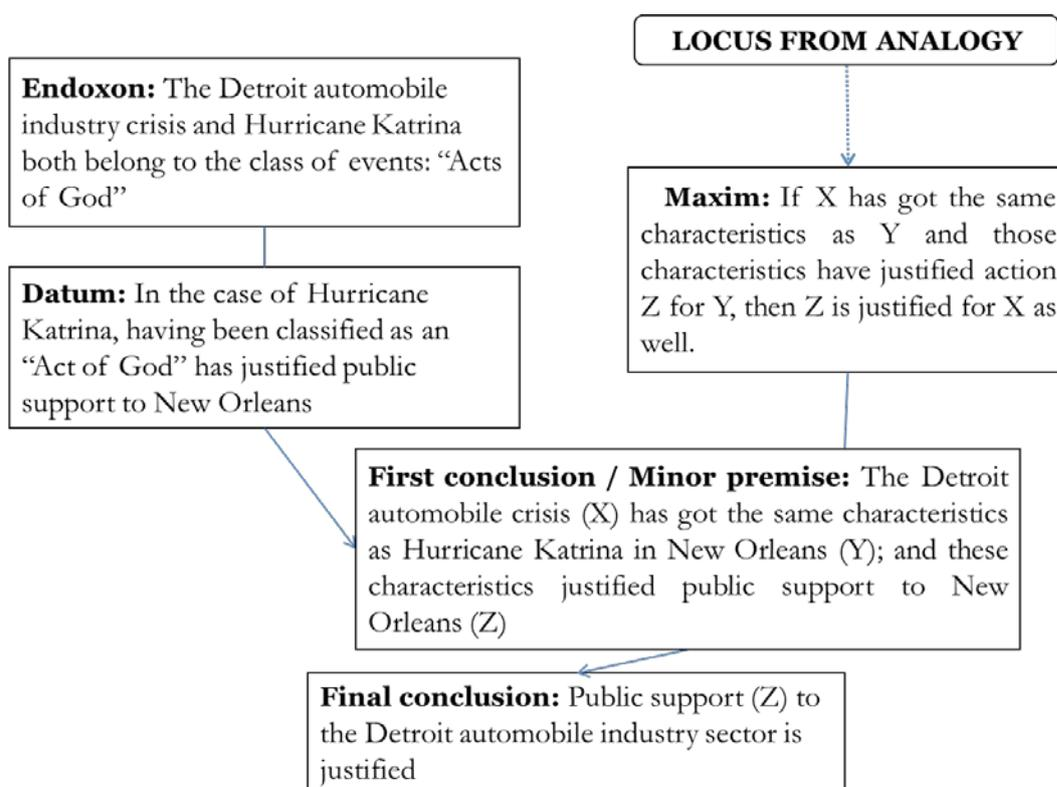 LOCUS FROM ANALOGY
Endoxon: The Detroit automobile
industry crisis and Hurricane Katrina
both belong to the class of events: “Acts
of God”
Maxim: If X has got the same
characteristics as Y and those
characteristics have justified action
Z for Y, then Z is justified for X as
well.
Datum: In the case of Hurricane
Katrina, having been classified as an
“Act of God” has justified public
support to New Orleans
First conclusion / Minor premise: The Detroit
automobile crisis (X) has got the same characteristics
as Hurricane Katrina in New Orleans (Y); and these
characteristics justified public support to New
Orleans (Z)
Final conclusion: Public support (Z) to
the Detroit automobile industry sector is
justified